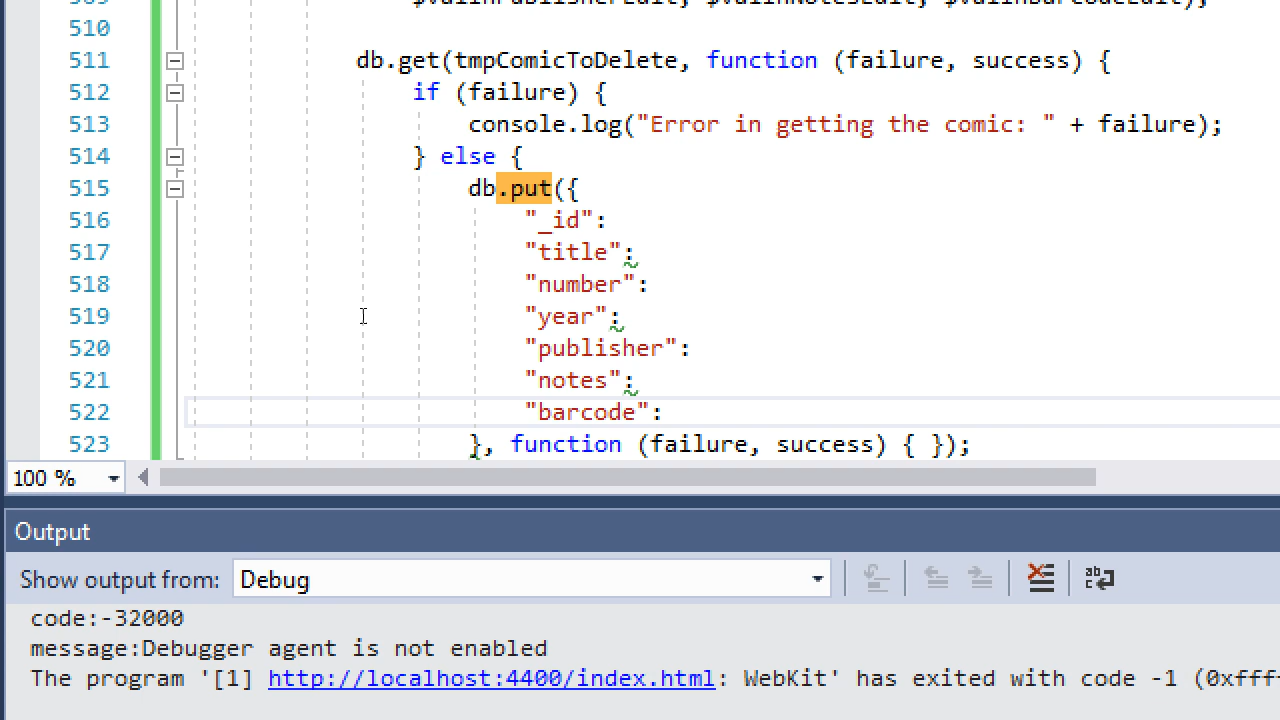 510
511 db.get(tmpComicToDelete, function (failure, success) {
512 if (failure) {
513 console.log("Error in getting the comic: " + failure);
514 } else {
515 db.put({
516 "_id":
517 "title":
518 "number":
519 "year":
520 "publisher":
521 "notes":
522 "barcode":
523 }, function (failure, success) { });
100 %
Output
Show output from: Debug
code:-32000
message:Debugger agent is not enabled
The program '[1] http://localhost:4400/index.html: WebKit' has exited with code -1 (0xfff